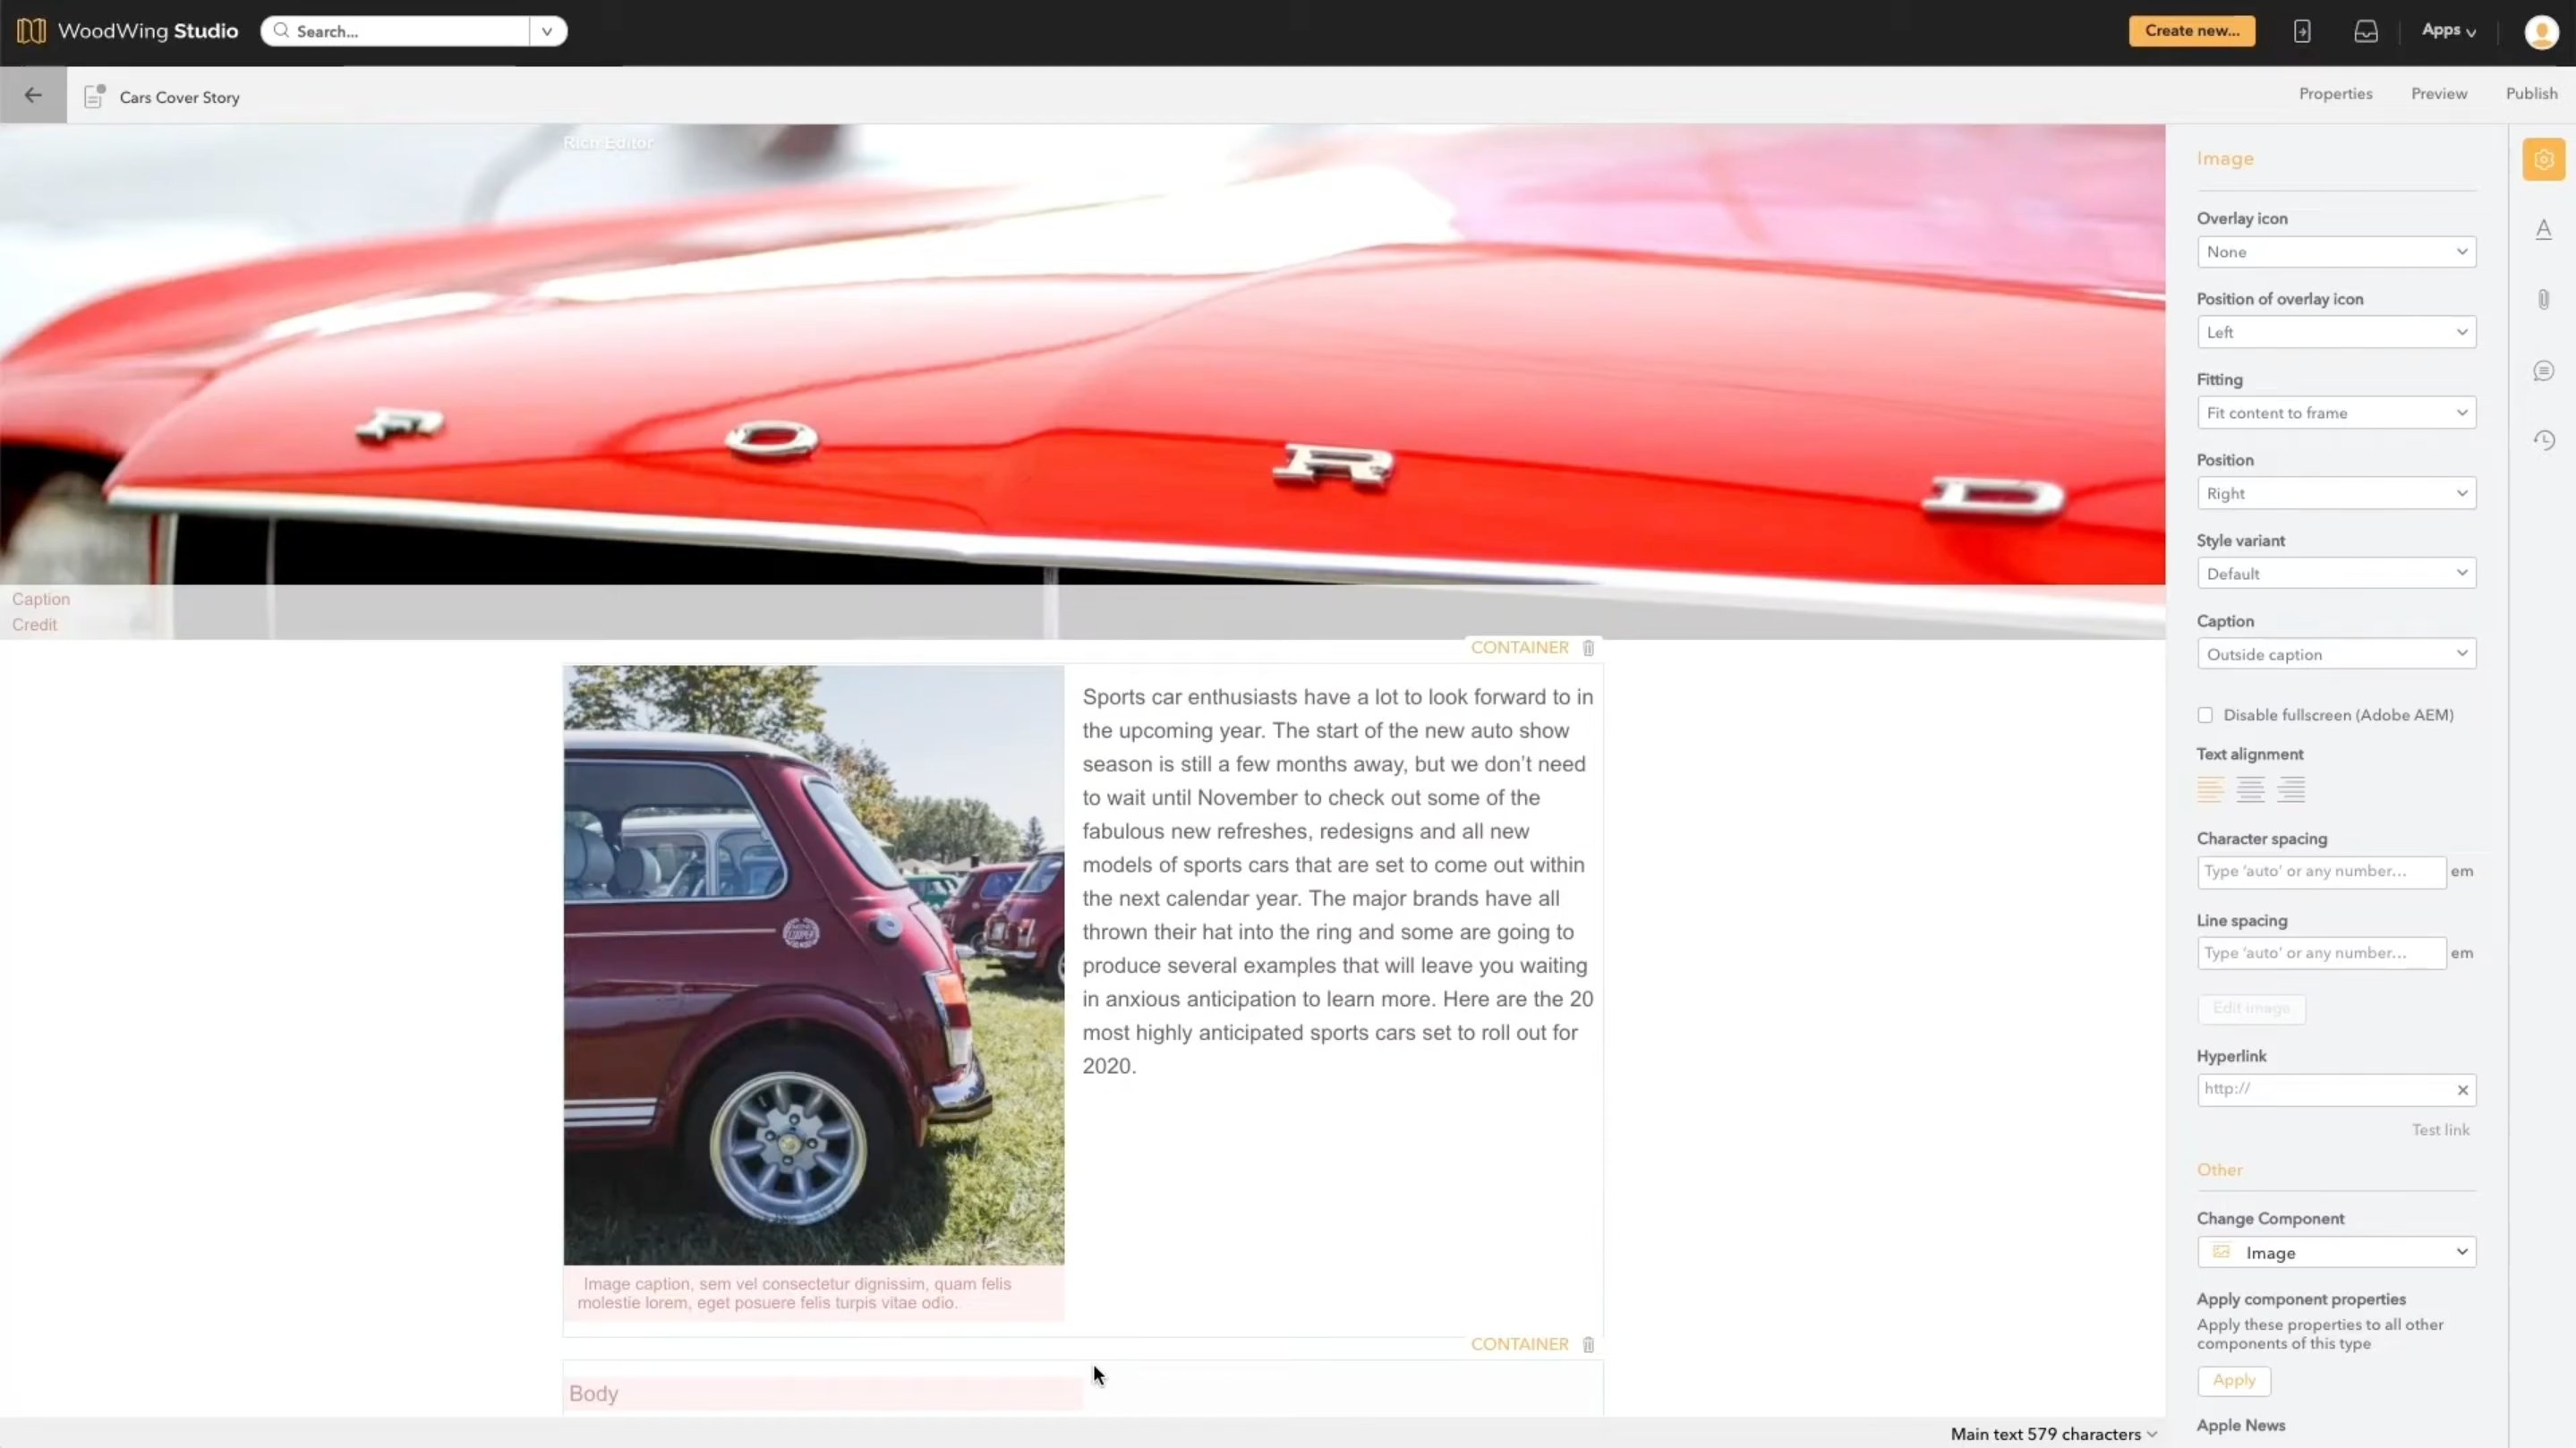 WoodWing Studio
Search...
Create new...
Apps
Cars Cover Story
Properties
Preview
Publish
Rich Editor
F O R D
Caption
Credit
CONTAINER
COOPER
Sports car enthusiasts have a lot to look forward to in
the upcoming year. The start of the new auto show
season is still a few months away, but we don’t need
to wait until November to check out some of the
fabulous new refreshes, redesigns and all new
models of sports cars that are set to come out within
the next calendar year. The major brands have all
thrown their hat into the ring and some are going to
produce several examples that will leave you waiting
in anxious anticipation to learn more. Here are the 20
most highly anticipated sports cars set to roll out for
2020.
Image caption, sem vel consectetur dignissim, quam felis
molestie lorem, eget posuere felis turpis vitae odio.
CONTAINER
Body
Main text 579 characters
Image
Overlay icon
None
Position of overlay icon
Left
Fitting
Fit content to frame
Position
Right
Style variant
Default
Caption
Outside caption
Disable fullscreen (Adobe AEM)
Text alignment
Character spacing
Type ‘auto’ or any number... em
Line spacing
Type ‘auto’ or any number... em
Edit image
Hyperlink
http://
Test link
Other
Change Component
Image
Apply component properties
Apply these properties to all other
components of this type
Apply
Apple News